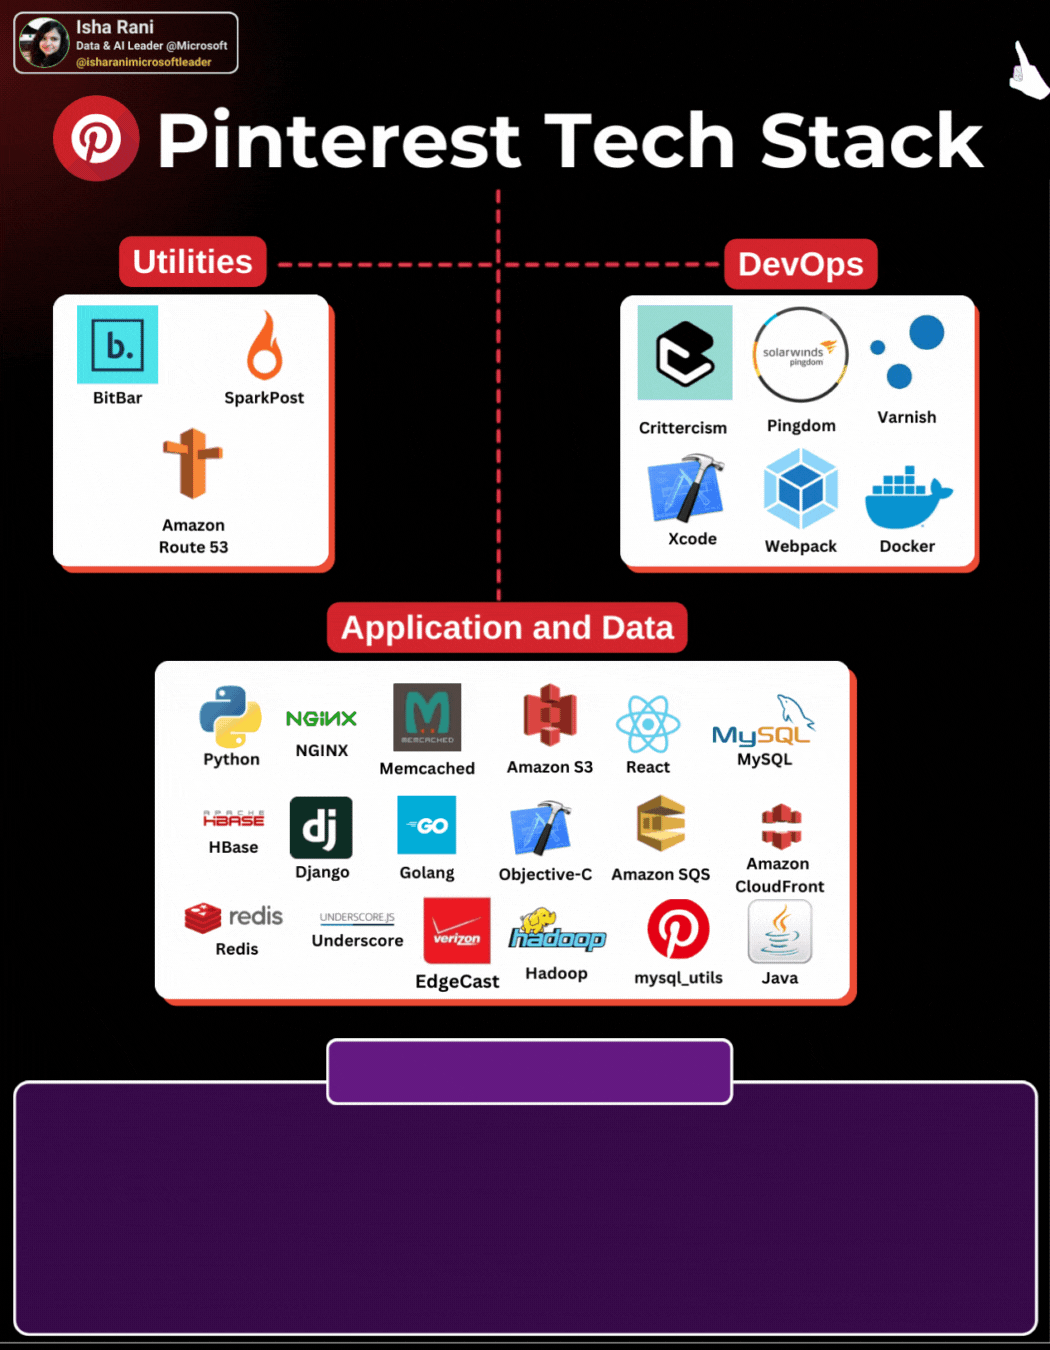 Isha Rani
Data & AI Leader @Microsoft
@isharanimicrosoftleader
Pinterest Tech Stack
Utilities
DevOps
b.
BitBar
SparkPost
Amazon
Route 53
solarwinds
pingdom
Crittercism
Pingdom
Varnish
Xcode
Webpack
Docker
Application and Data
Python
NGINX
NGINX
MEMCACHED
Memcached
Amazon S3
React
MySQL
MySQL
APACHE
HBASE
HBase
dj
Django
GO
Golang
Objective-C
Amazon SQS
Amazon
CloudFront
redis
Redis
UNDERSCORE.JS
Underscore
verizon
EdgeCast
hadoop
Hadoop
mysql_utils
Java